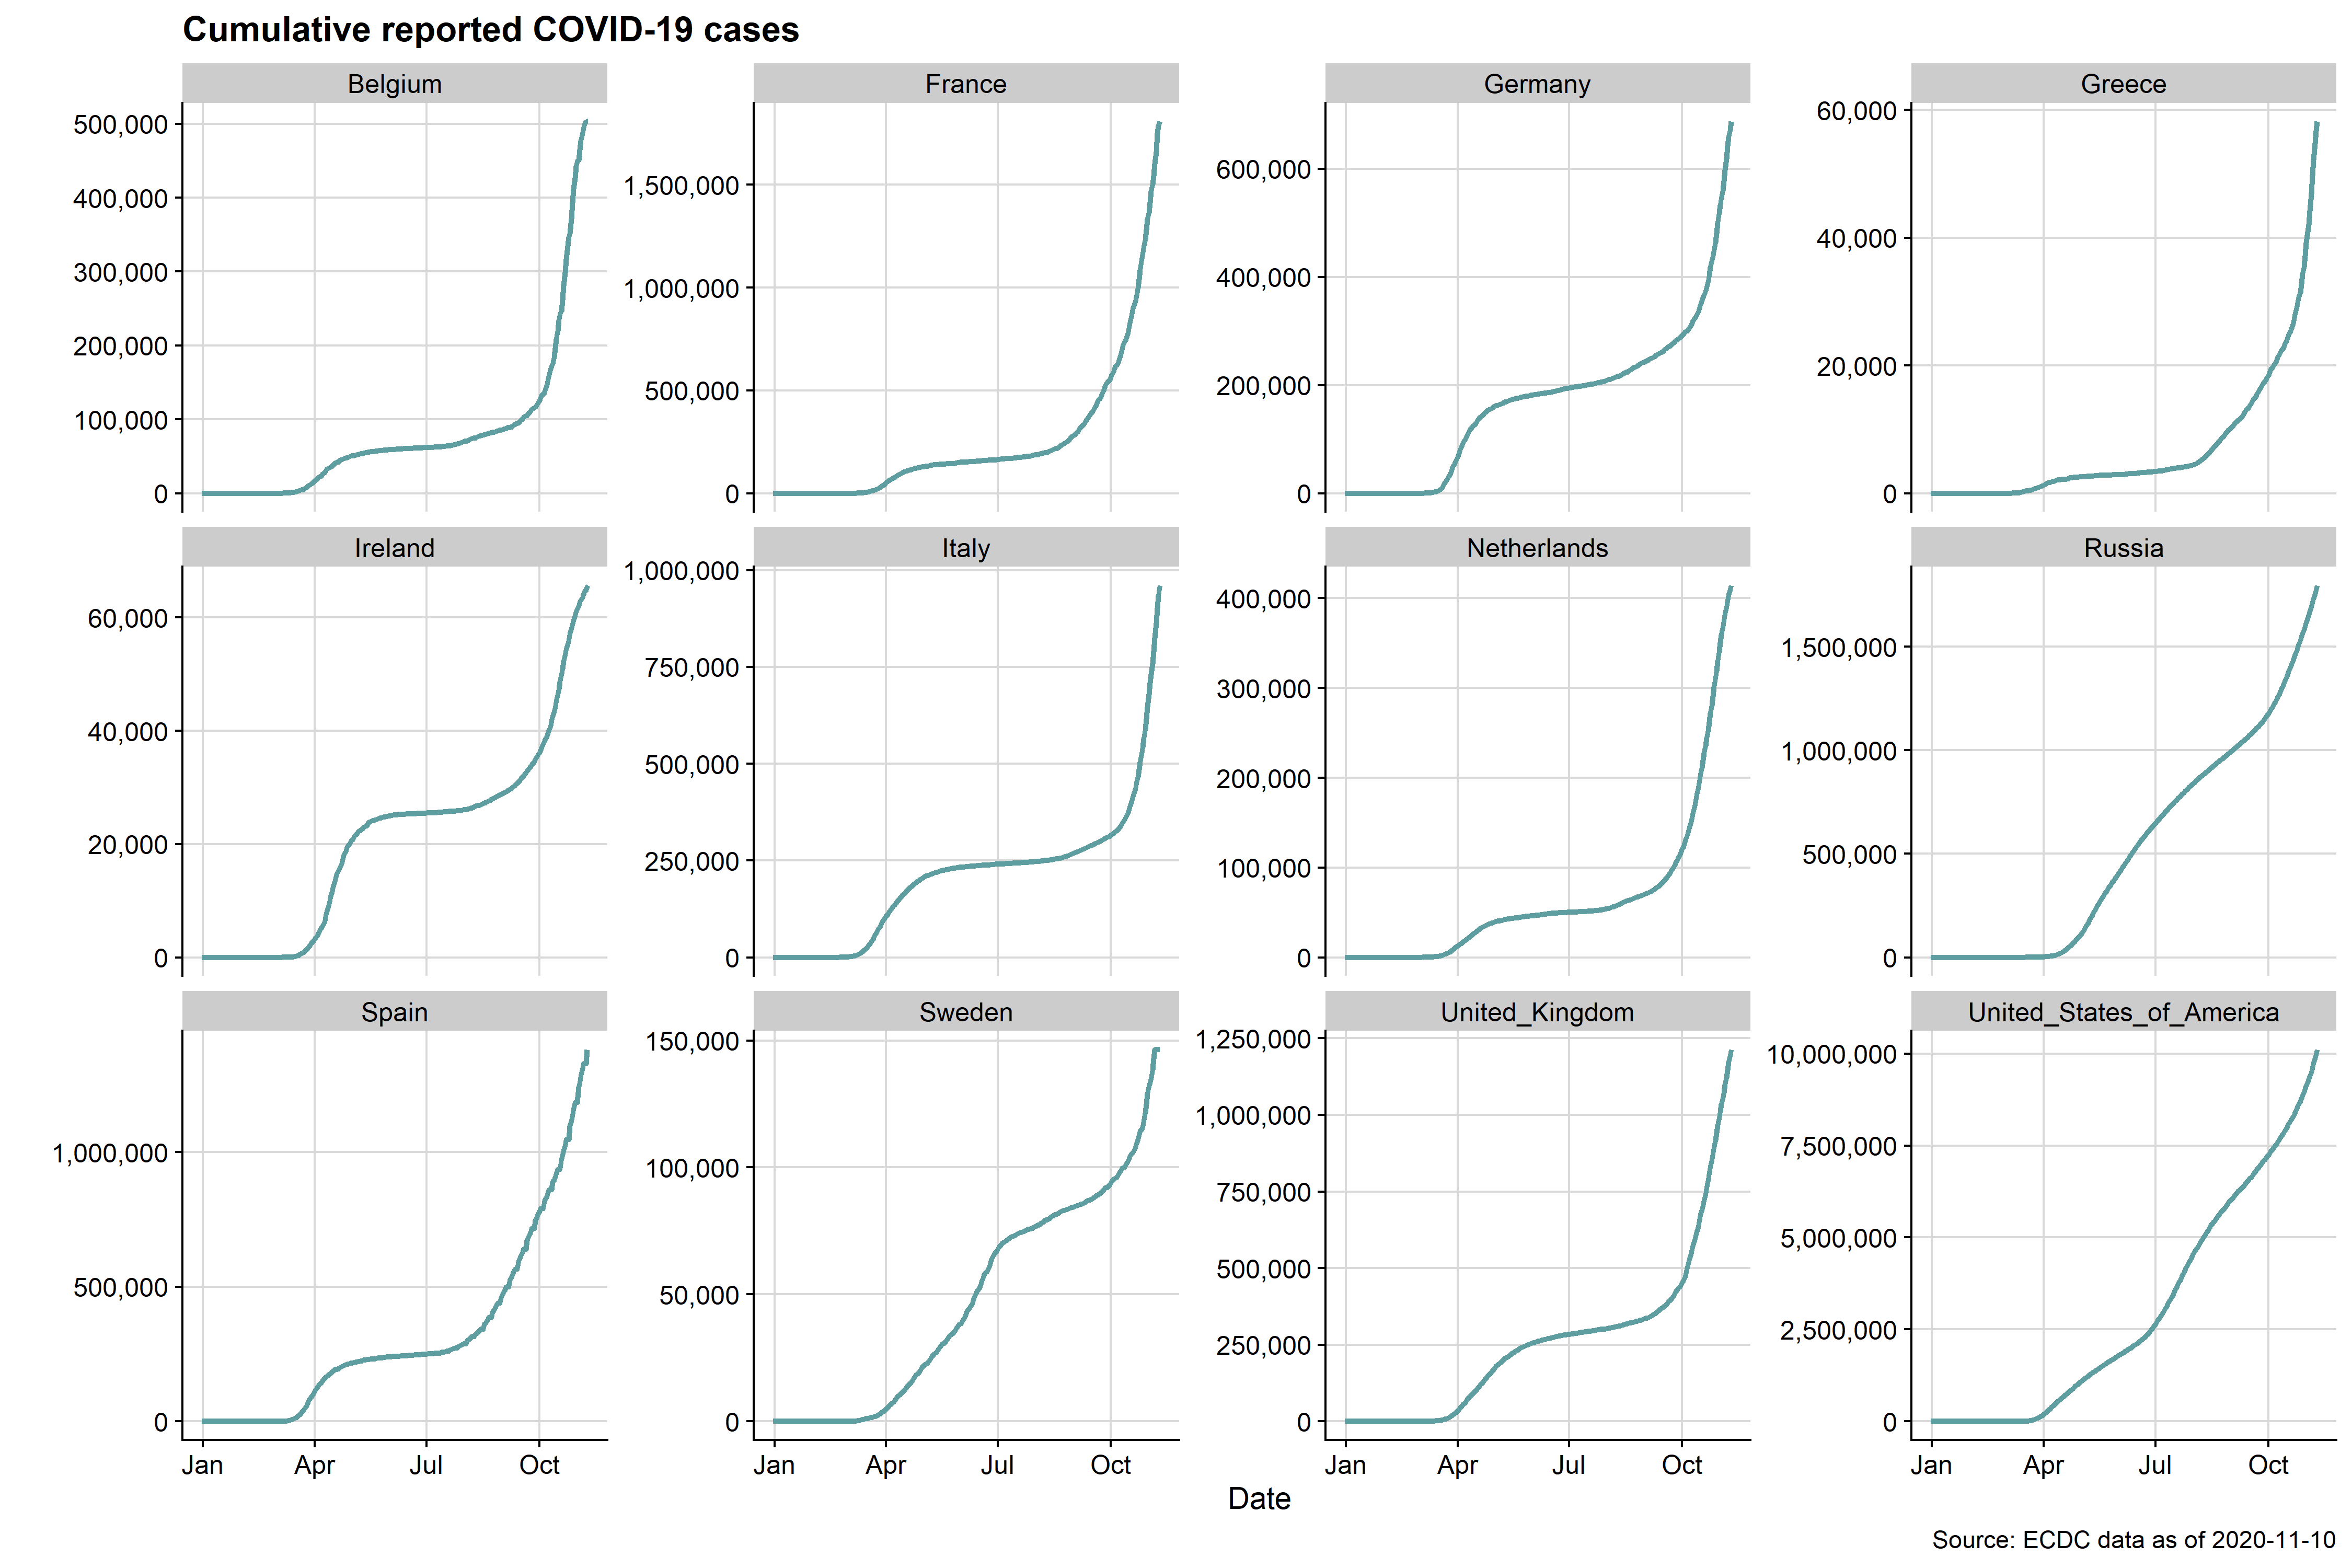 Cumulative reported COVID-19 cases
Belgium
500,000
400,000
300,000
200,000
100,000
0
France
1,500,000
1,000,000
500,000
0
Germany
600,000
400,000
200,000
0
Greece
60,000
40,000
20,000
0
Ireland
60,000
40,000
20,000
0
Italy
1,000,000
750,000
500,000
250,000
0
Netherlands
400,000
300,000
200,000
100,000
0
Russia
1,500,000
1,000,000
500,000
0
Spain
1,000,000
500,000
0
Jan Apr Jul Oct
Sweden
150,000
100,000
50,000
0
Jan Apr Jul Oct
United_Kingdom
1,250,000
1,000,000
750,000
500,000
250,000
0
Jan Apr Jul Oct
United_States_of_America
10,000,000
7,500,000
5,000,000
2,500,000
0
Jan Apr Jul Oct
Date
Source: ECDC data as of 2020-11-10